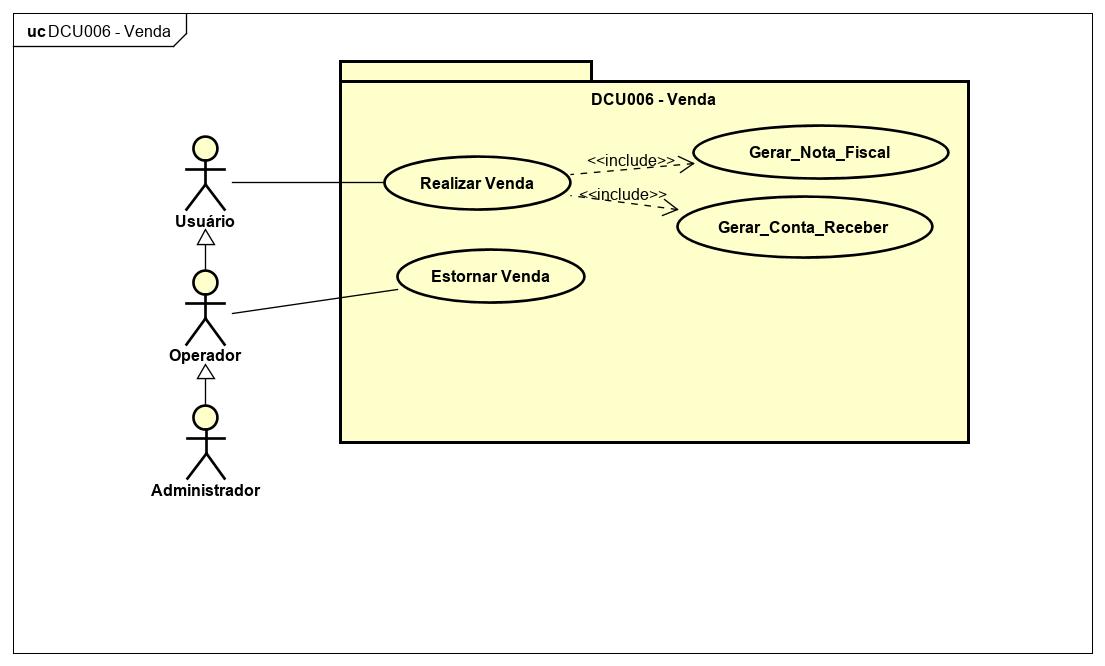 uc DCU006 - Venda
DCU006 - Venda
Usuário
Realizar Venda
<<include>>
Gerar_Nota_Fiscal
<<include>>
Gerar_Conta_Receber
Operador
Estornar Venda
Administrador